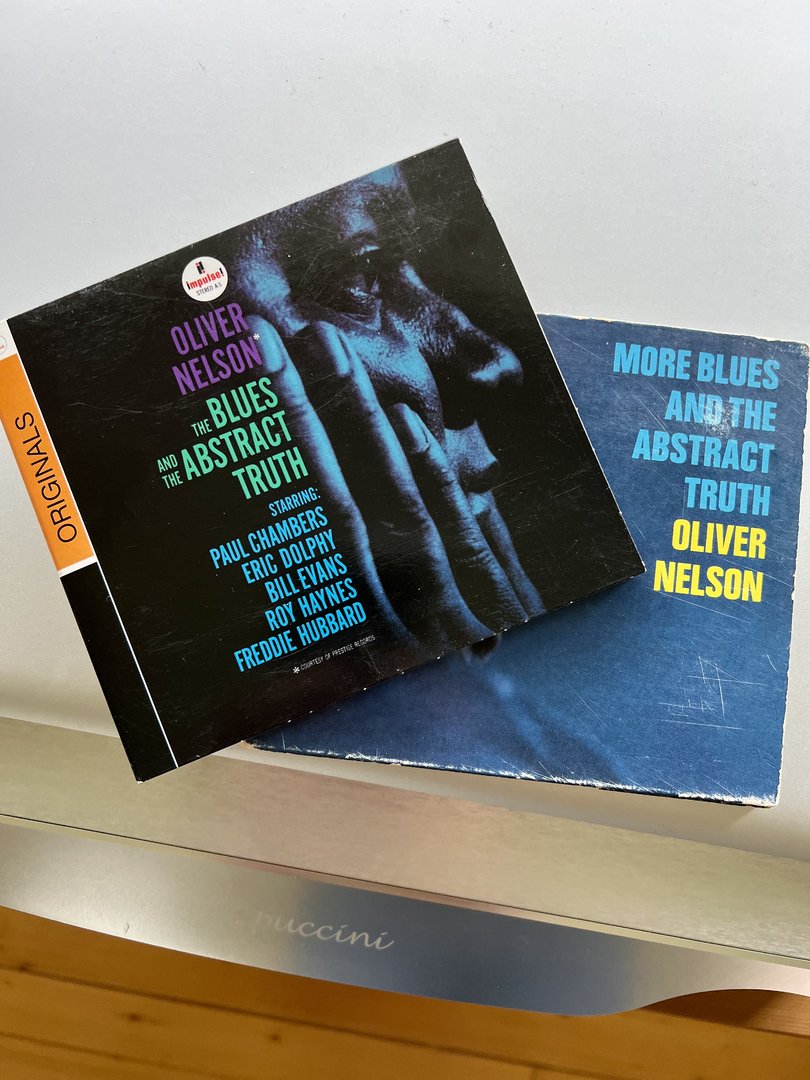 ORIGINALS
impulse!
STEREO A-5
OLIVER
NELSON*
THE BLUES
AND THE ABSTRACT
TRUTH
STARRING:
PAUL CHAMBERS
ERIC DOLPHY
BILL EVANS
ROY HAYNES
FREDDIE HUBBARD
*COURTESY OF PRESTIGE RECORDS
MORE BLUES
AND THE
ABSTRACT
TRUTH
OLIVER
NELSON
puccini